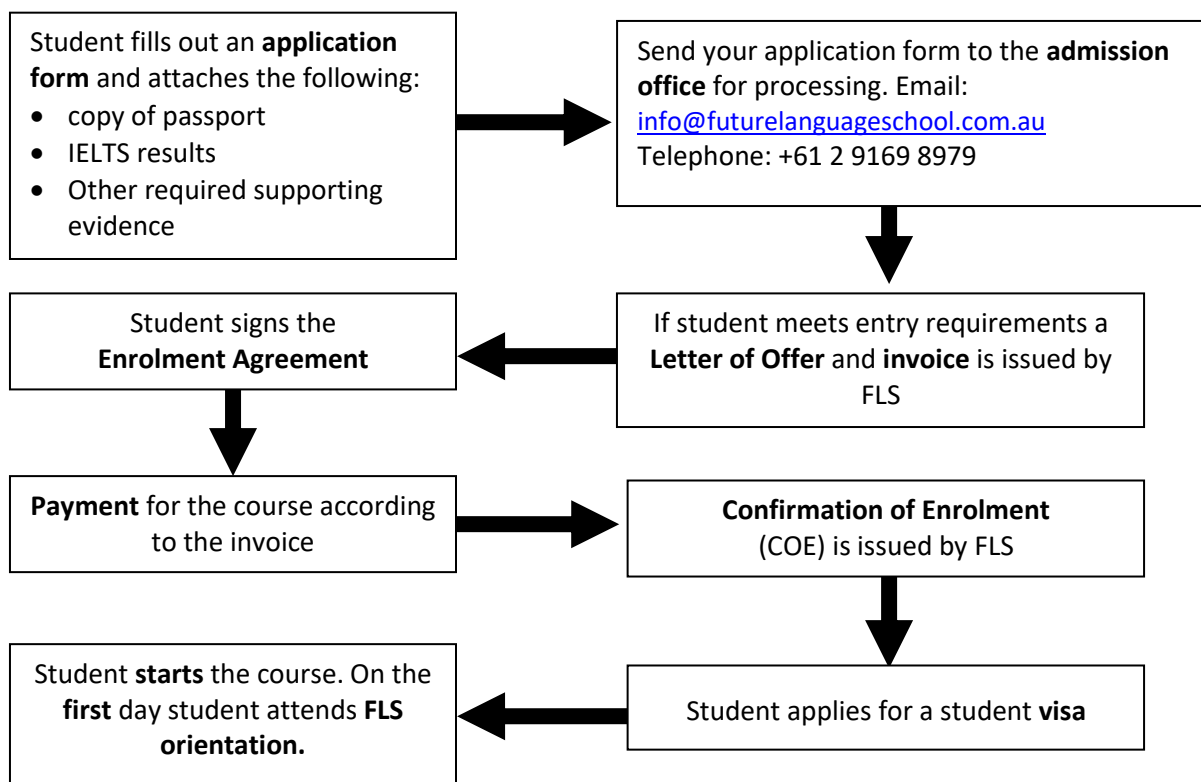 Student fills out an application
form and attaches the following:
• copy of passport
• IELTS results
• Other required supporting
evidence
Send your application form to the admission
office for processing. Email:
info@futurelanguageschool.com.au
Telephone: +61 2 9169 8979
If student meets entry requirements a
Letter of Offer and invoice is issued by
FLS
Student signs the
Enrolment Agreement
Payment for the course according
to the invoice
Confirmation of Enrolment
(COE) is issued by FLS
Student applies for a student visa
Student starts the course. On the
first day student attends FLS
orientation.